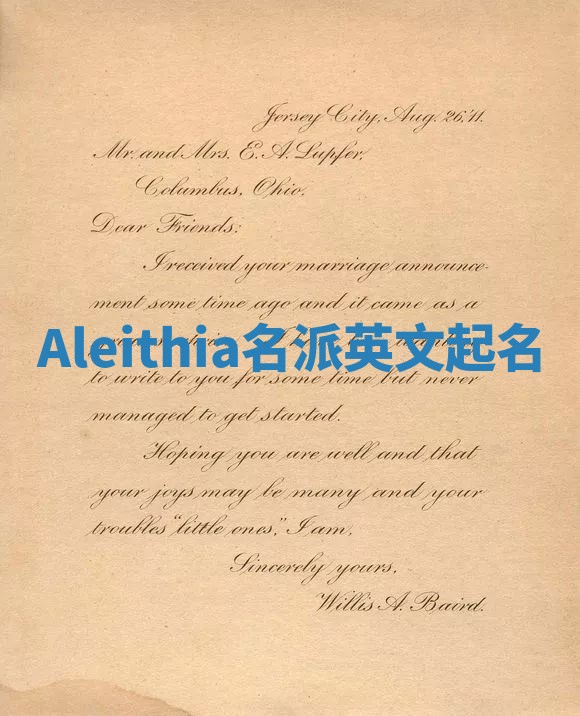 Jersey City, Aug. 26, '11.
Mr. and Mrs. E. A. Lupfer,
Columbus, Ohio.
Dear Friends:
I received your marriage announce-
ment some time ago and it came as a
Aleithia名派英文起名
to write to you for some time but never
managed to get started.
Hoping you are well and that
your joys may be many and your
troubles "little ones," I am,
Sincerely yours,
Willis A. Baird.